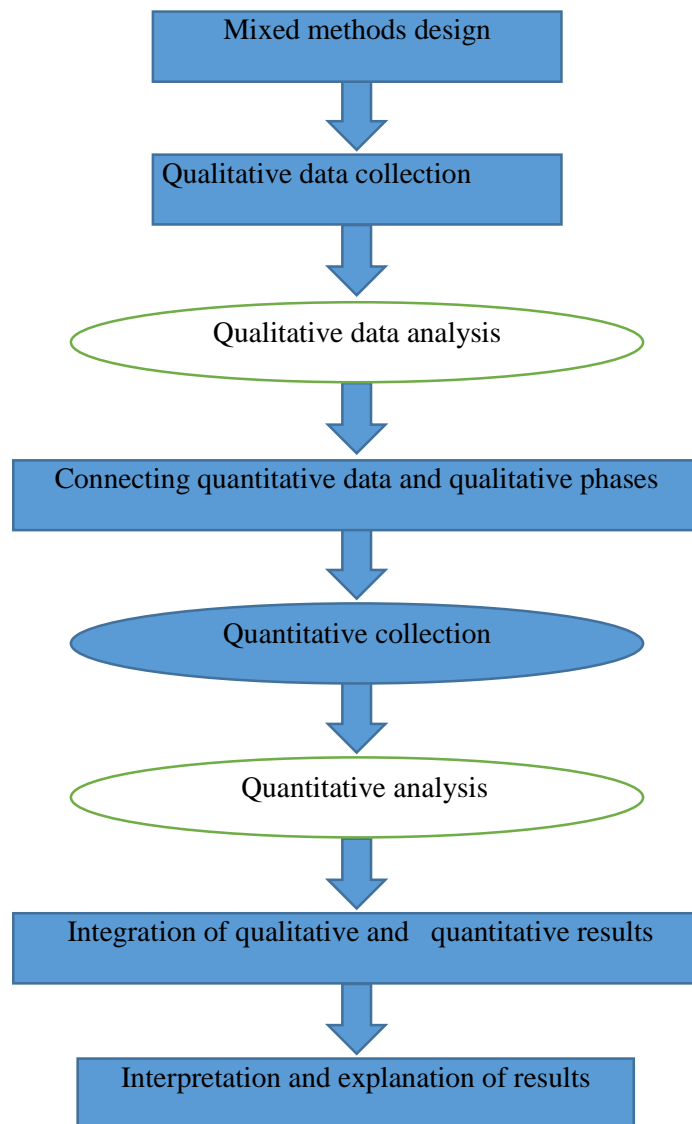 Mixed methods design
Qualitative data collection
Qualitative data analysis
Connecting quantitative data and qualitative phases
Quantitative collection
Quantitative analysis
Integration of qualitative and quantitative results
Interpretation and explanation of results